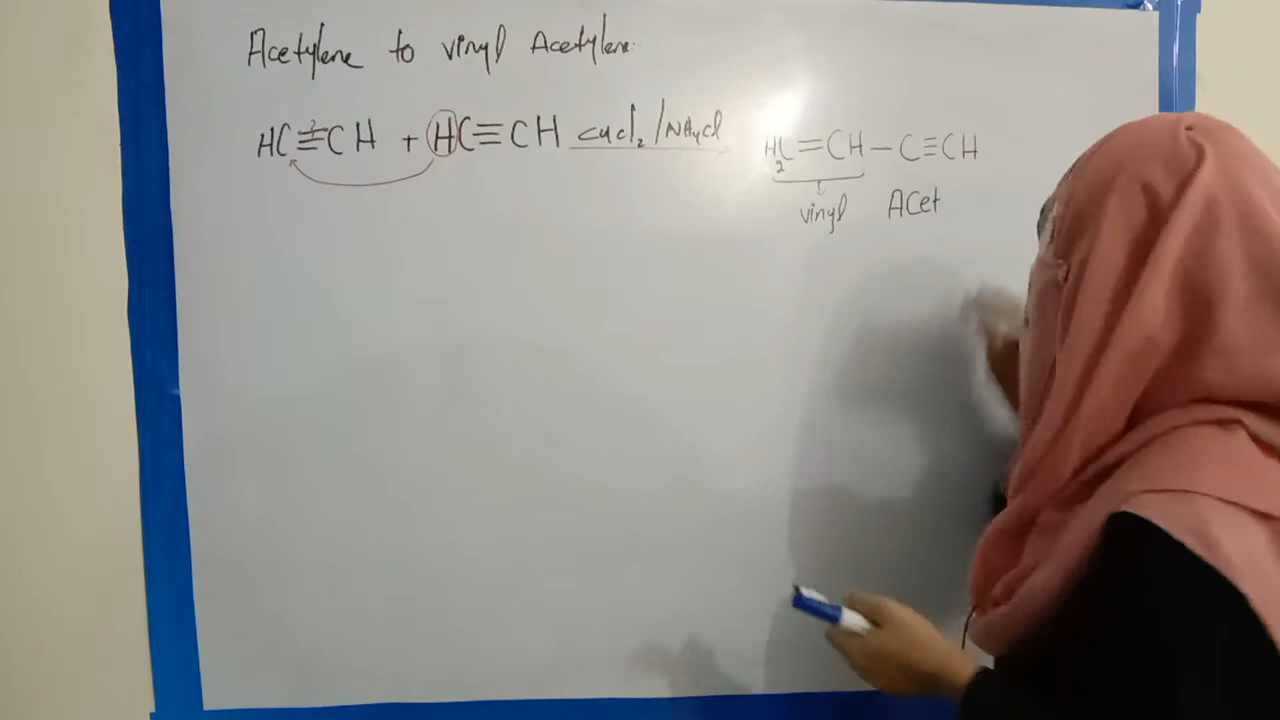 Acetylene to vinyl Acetylene
HC≡CH + HC≡CH CuCl₂/NH₄Cl H₂C=CH–C≡CH
vinyl Acet